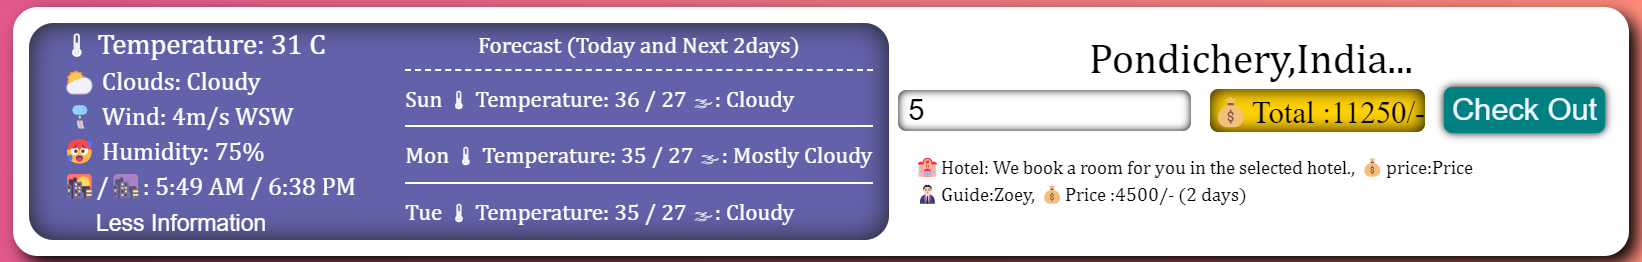 🌡 Temperature: 31 C
⛅ Clouds: Cloudy
🎐 Wind: 4m/s WSW
🥵 Humidity: 75%
🌇/🌆: 5:49 AM / 6:38 PM
Less Information
Forecast (Today and Next 2days)
Sun 🌡 Temperature: 36 / 27 🌫: Cloudy
Mon 🌡 Temperature: 35 / 27 🌫: Mostly Cloudy
Tue 🌡 Temperature: 35 / 27 🌫: Cloudy
Pondichery,India...
5
💰Total :11250/-
Check Out
🏩 Hotel: We book a room for you in the selected hotel., 💰 price:Price
🤵🏻 Guide:Zoey, 💰 Price :4500/- (2 days)